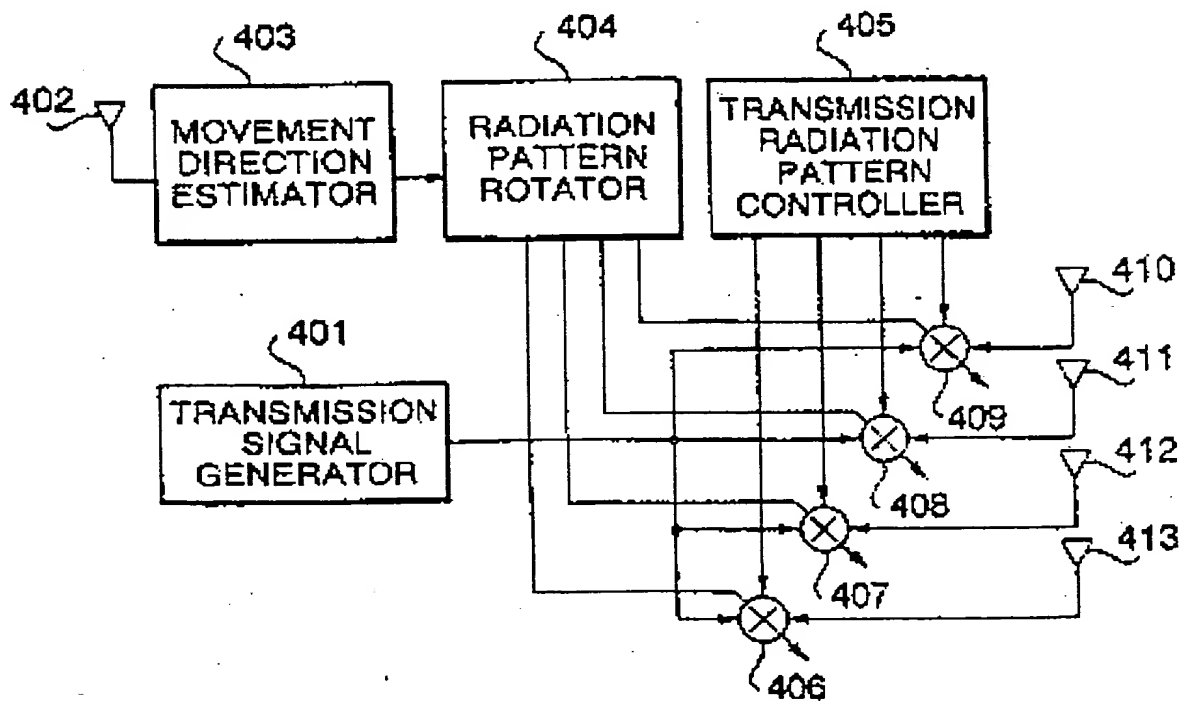 403
404
405
402
MOVEMENT
DIRECTION
ESTIMATOR
RADIATION
PATTERN
ROTATOR
TRANSMISSION
RADIATION
PATTERN
CONTROLLER
410
401
411
409
TRANSMISSION
SIGNAL
GENERATOR
412
408
413
407
406